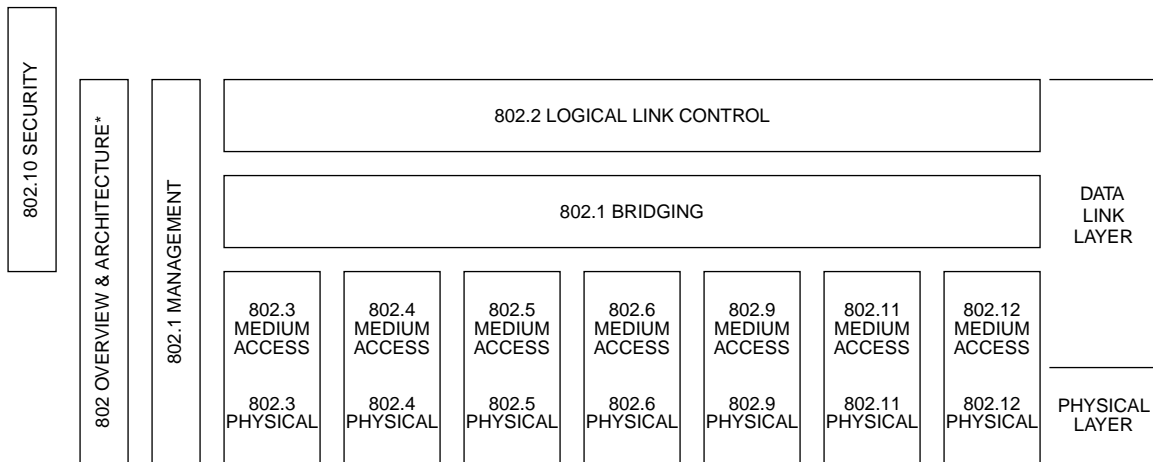 802.10 SECURITY
802 OVERVIEW & ARCHITECTURE*
802.1 MANAGEMENT
802.2 LOGICAL LINK CONTROL
802.1 BRIDGING
DATA
LINK
LAYER
802.3
MEDIUM
ACCESS
802.4
MEDIUM
ACCESS
802.5
MEDIUM
ACCESS
802.6
MEDIUM
ACCESS
802.9
MEDIUM
ACCESS
802.11
MEDIUM
ACCESS
802.12
MEDIUM
ACCESS
802.3
PHYSICAL
802.4
PHYSICAL
802.5
PHYSICAL
802.6
PHYSICAL
802.9
PHYSICAL
802.11
PHYSICAL
802.12
PHYSICAL
PHYSICAL
LAYER